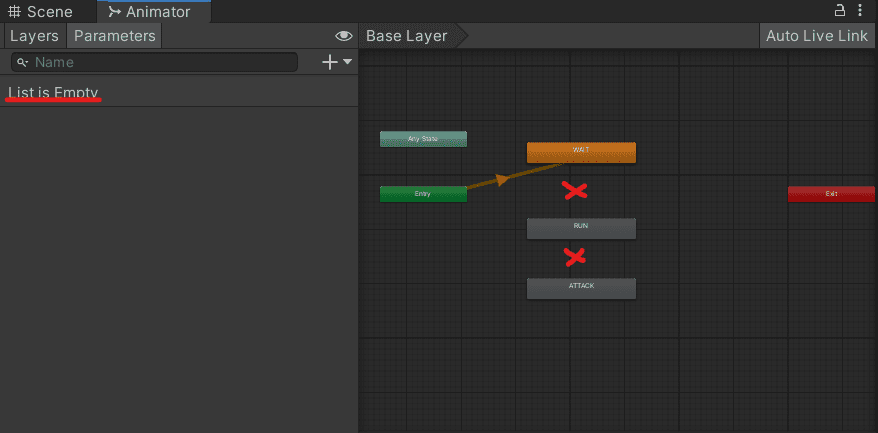 Scene
Animator
Layers
Parameters
Base Layer
Auto Live Link
Name
List is Empty
Any State
WAIT
Entry
Exit
RUN
ATTACK